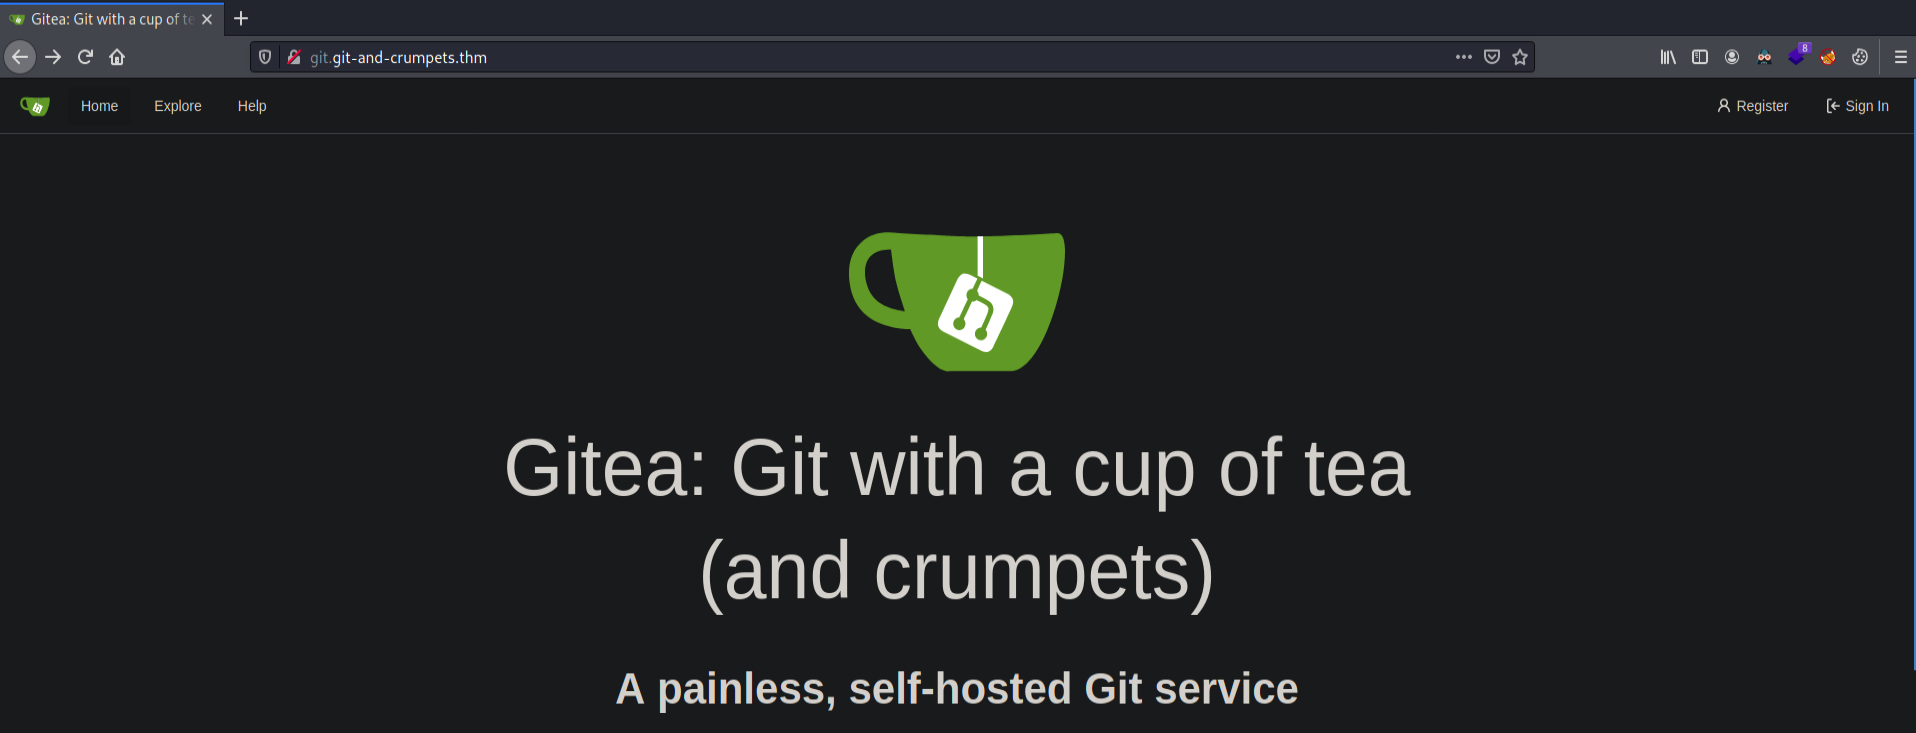 Gitea: Git with a cup of te
git.git-and-crumpets.thm
8
Home Explore Help Register Sign In
Gitea: Git with a cup of tea
(and crumpets)
A painless, self-hosted Git service